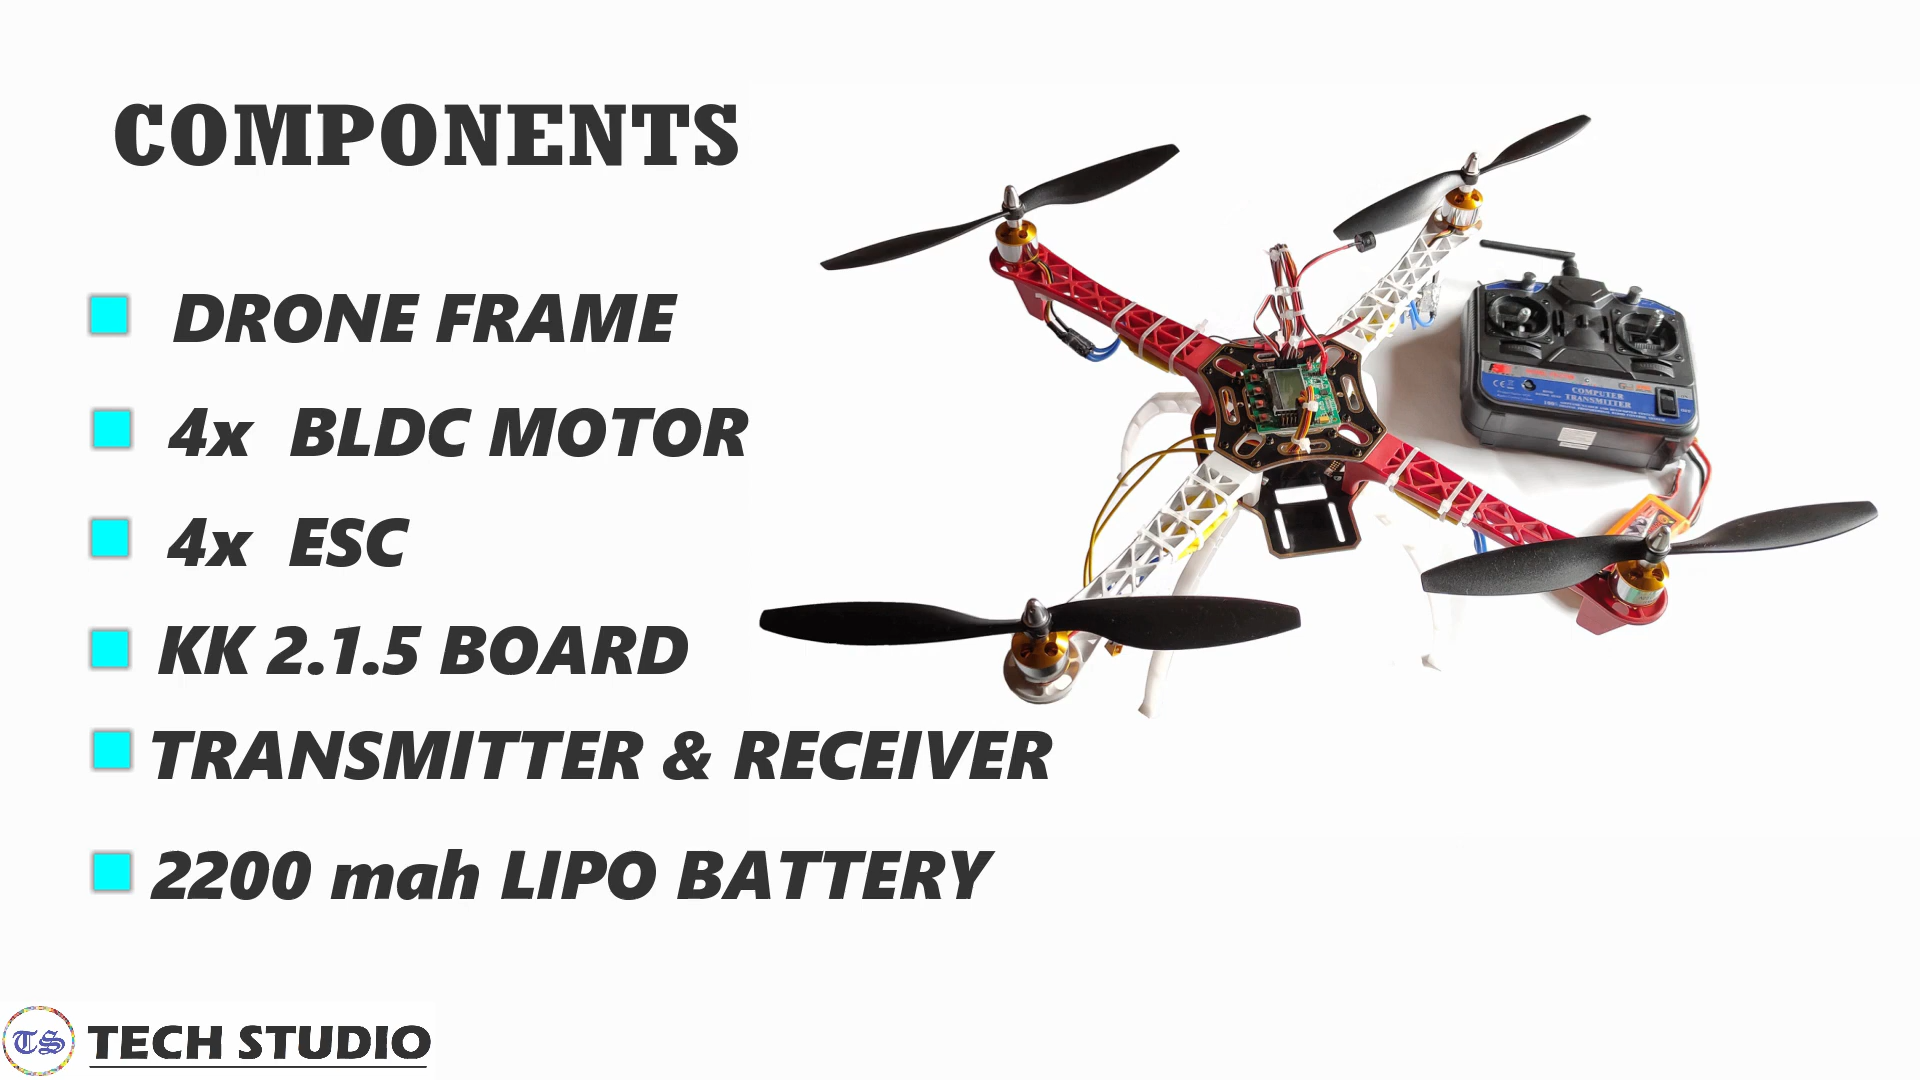 COMPONENTS
DRONE FRAME
4x BLDC MOTOR
4x ESC
KK 2.1.5 BOARD
TRANSMITTER & RECEIVER
2200 mah LIPO BATTERY
COMPUTER
TRANSMITTER
TS TECH STUDIO